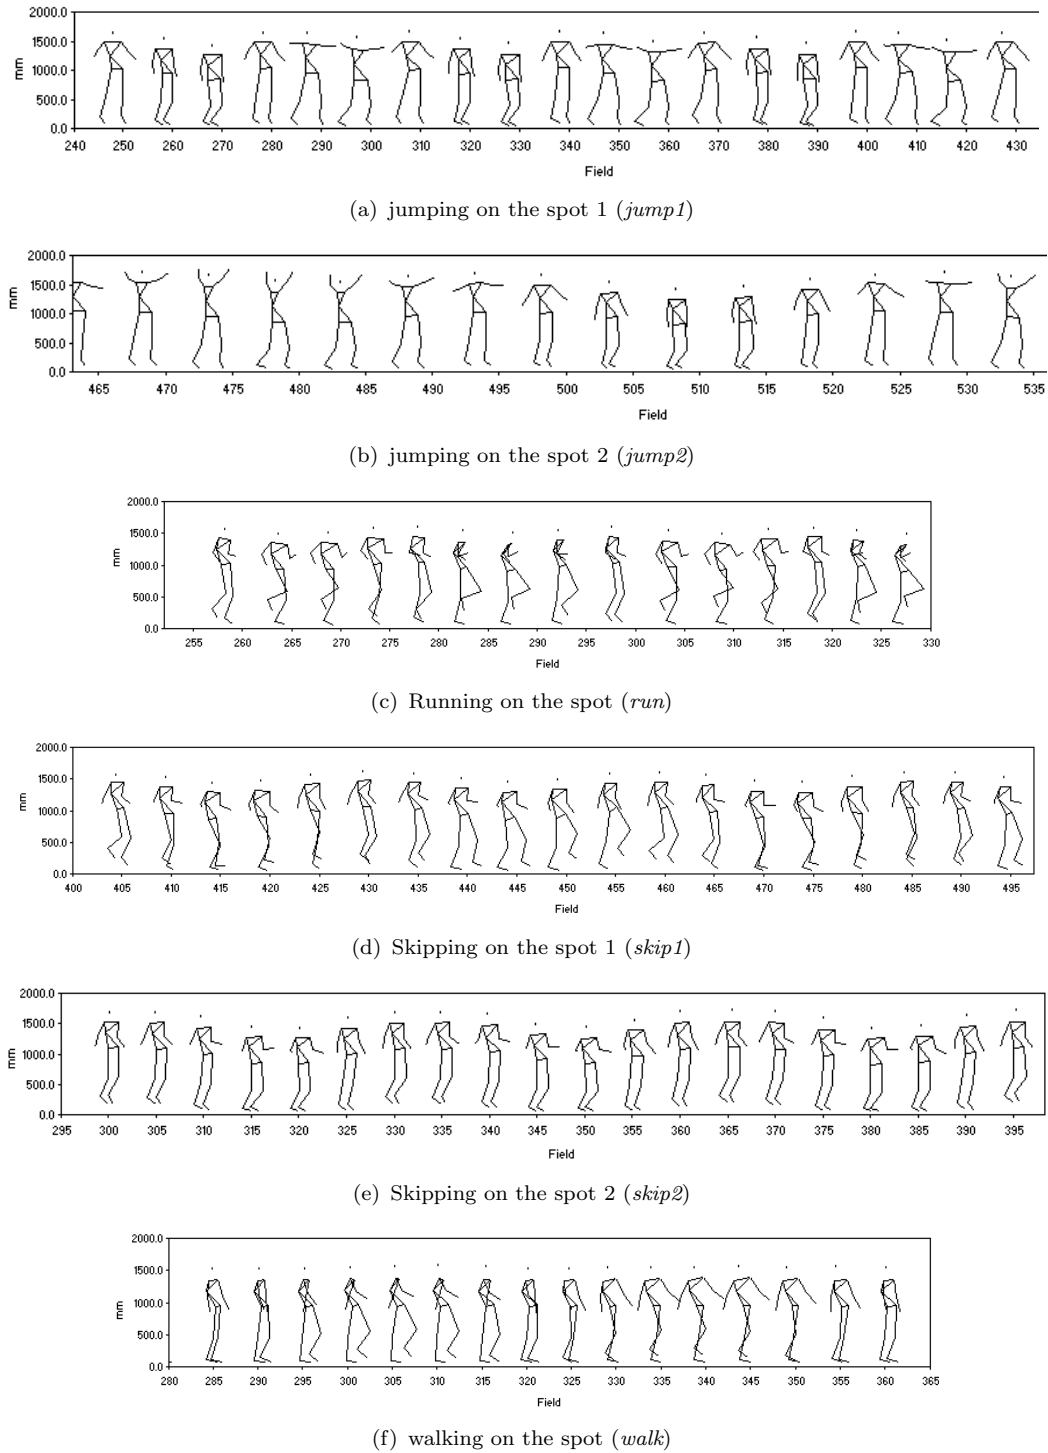 2000.0
1500.0
1000.0
500.0
0.0
mm
240 250 260 270 280 290 300 310 320 330 340 350 360 370 380 390 400 410 420 430
Field
(a) jumping on the spot 1 (jump1)
2000.0
1500.0
1000.0
500.0
0.0
mm
465 470 475 480 485 490 495 500 505 510 515 520 525 530 535
Field
(b) jumping on the spot 2 (jump2)
2000.0
1500.0
1000.0
500.0
0.0
mm
255 260 265 270 275 280 285 290 295 300 305 310 315 320 325 330
Field
(c) Running on the spot (run)
2000.0
1500.0
1000.0
500.0
0.0
mm
400 405 410 415 420 425 430 435 440 445 450 455 460 465 470 475 480 485 490 495
Field
(d) Skipping on the spot 1 (skip1)
2000.0
1500.0
1000.0
500.0
0.0
mm
295 300 305 310 315 320 325 330 335 340 345 350 355 360 365 370 375 380 385 390 395
Field
(e) Skipping on the spot 2 (skip2)
2000.0
1500.0
1000.0
500.0
0.0
mm
280 285 290 295 300 305 310 315 320 325 330 335 340 345 350 355 360 365
Field
(f) walking on the spot (walk)